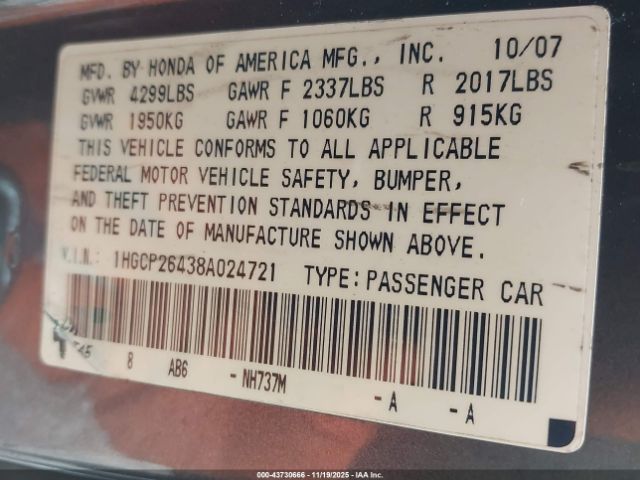 MFD. BY HONDA OF AMERICA MFG., INC. 10/07
GVWR 4299LBS GAWR F 2337LBS R 2017LBS
GVWR 1950KG GAWR F 1060KG R 915KG
THIS VEHICLE CONFORMS TO ALL APPLICABLE
FEDERAL MOTOR VEHICLE SAFETY, BUMPER,
AND THEFT PREVENTION STANDARDS IN EFFECT
ON THE DATE OF MANUFACTURE SHOWN ABOVE.
V.I.N. 1HGCP26438A024721 TYPE:PASSENGER CAR
8 AB6 - NH737M -A -A
000-43730666 - 11/19/2025 - IAA Inc.